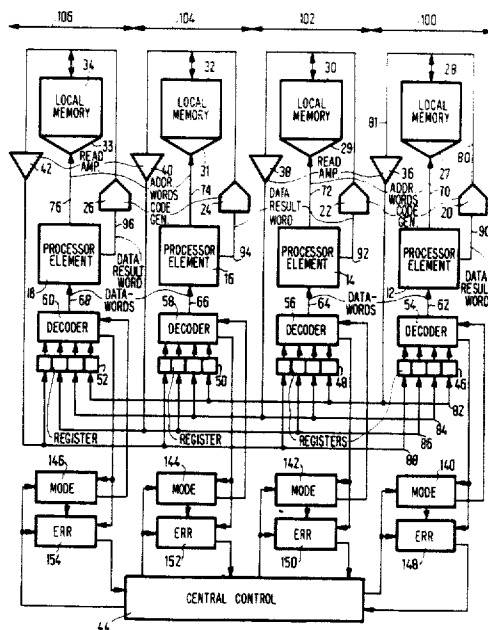 106 104 102 100
34 32 30 28
LOCAL MEMORY LOCAL MEMORY LOCAL MEMORY LOCAL MEMORY
81 80
33 31 29 27
42 READ AMP. 40 READ AMP. 38 36
76 74 72 70
ADDR WORDS ADDR WORDS
CODE GEN. CODE GEN.
26 24 22 20
96 94 92 90
DATA RESULT WORD DATA RESULT WORD DATA RESULT WORD
PROCESSOR ELEMENT PROCESSOR ELEMENT PROCESSOR ELEMENT PROCESSOR ELEMENT
18 16 14 12
68 DATA-WORDS 66 64 DATA-WORDS 62
60 58 56 54
DECODER DECODER DECODER DECODER
52 50 48 46
REGISTER REGISTER REGISTERS
82
84
86
88
146 144 142 140
MODE MODE MODE MODE
ERR ERR ERR ERR
154 152 150 148
CENTRAL CONTROL
44